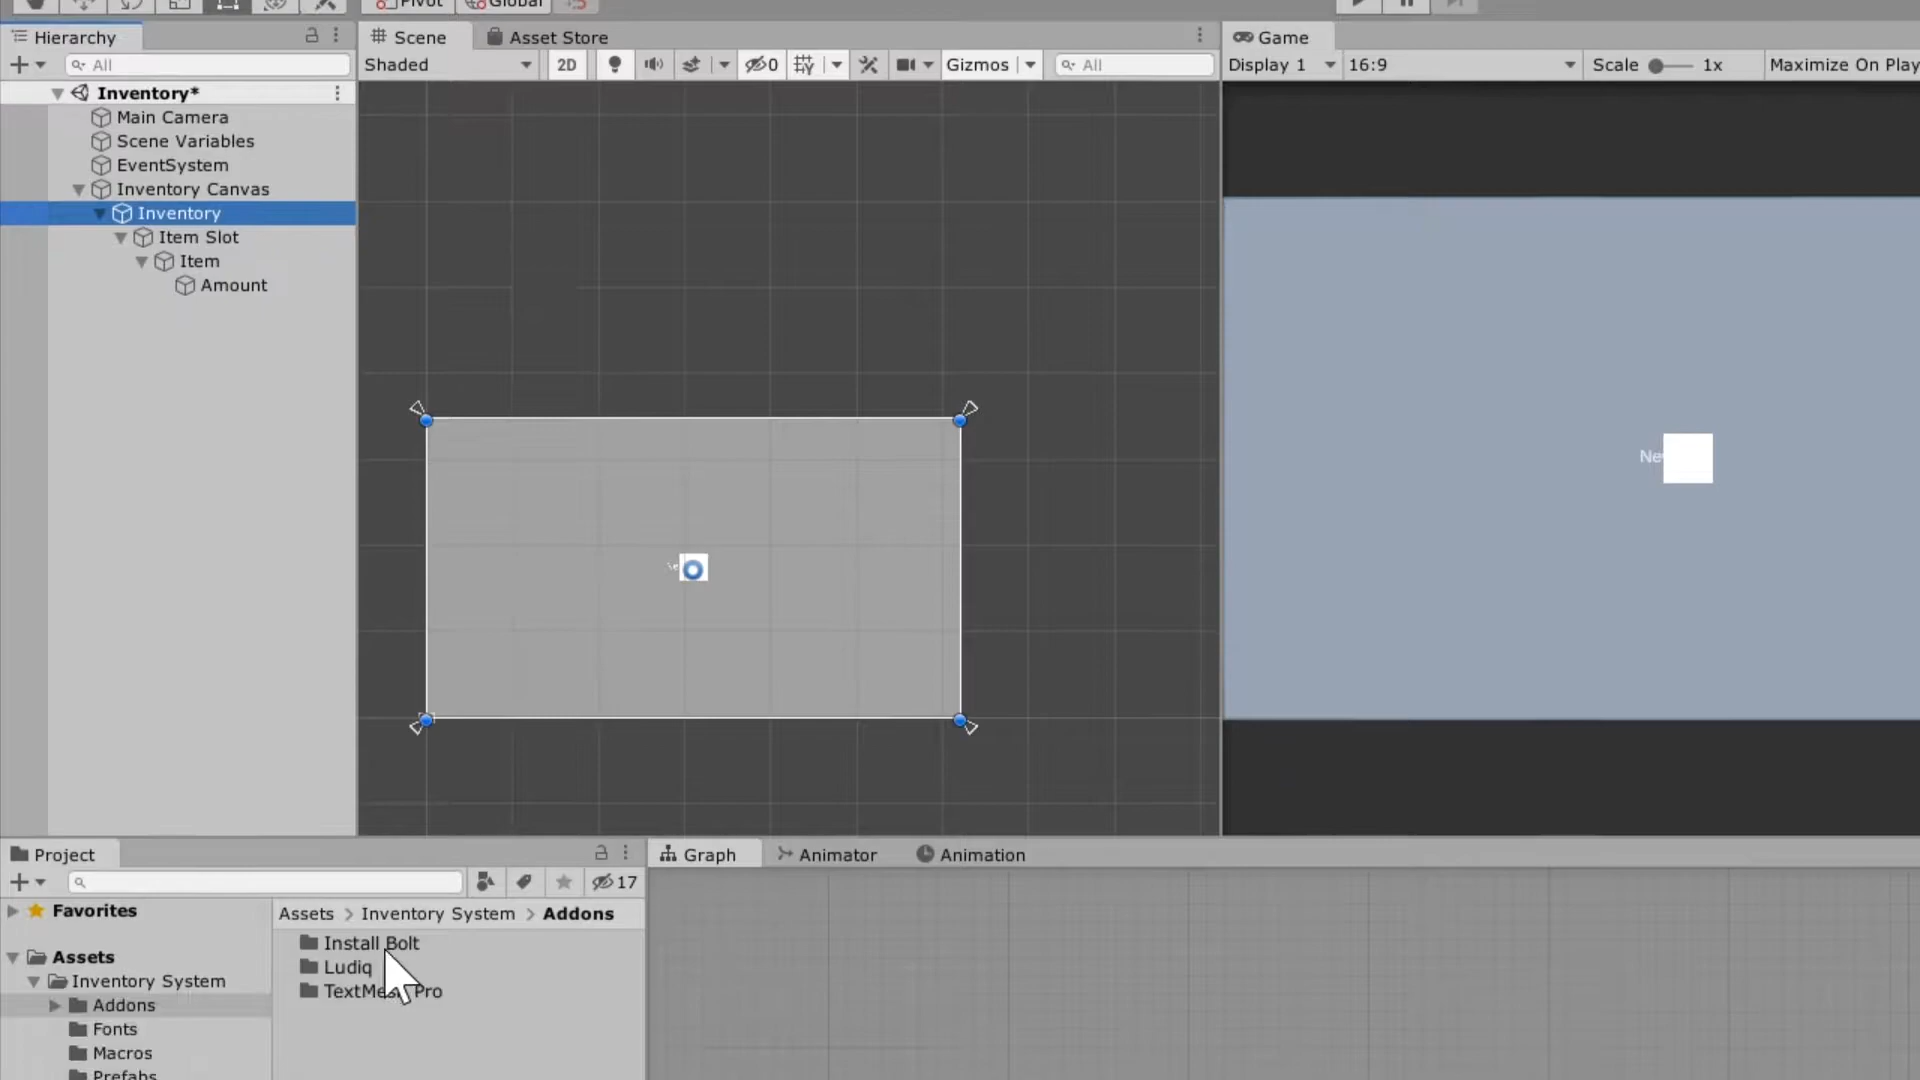 Pivot Global
Hierarchy
All
Inventory*
Main Camera
Scene Variables
EventSystem
Inventory Canvas
Inventory
Item Slot
Item
Amount
Scene Asset Store
Shaded 2D 0 Gizmos All
Game
Display 1 16:9 Scale 1x Maximize On Play
Ne
Project
17
Favorites
Assets
Inventory System
Addons
Fonts
Macros
Prefabs
Assets > Inventory System > Addons
Install Bolt
Ludiq
TextMesh Pro
Graph Animator Animation